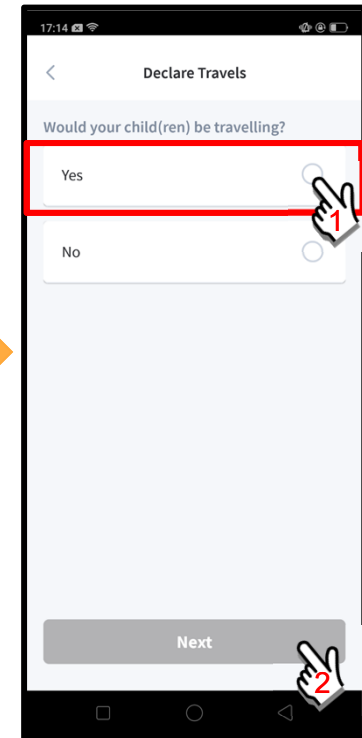 17:14
Declare Travels
Would your child(ren) be travelling?
Yes
1
No
Next
2